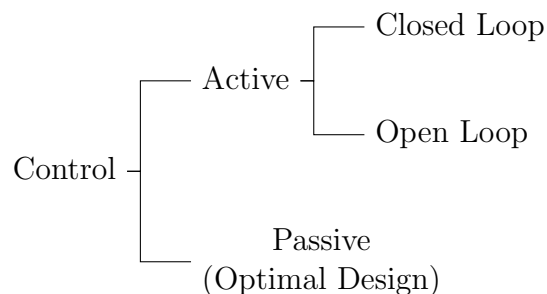 Closed Loop
Active
Open Loop
Control
Passive
(Optimal Design)